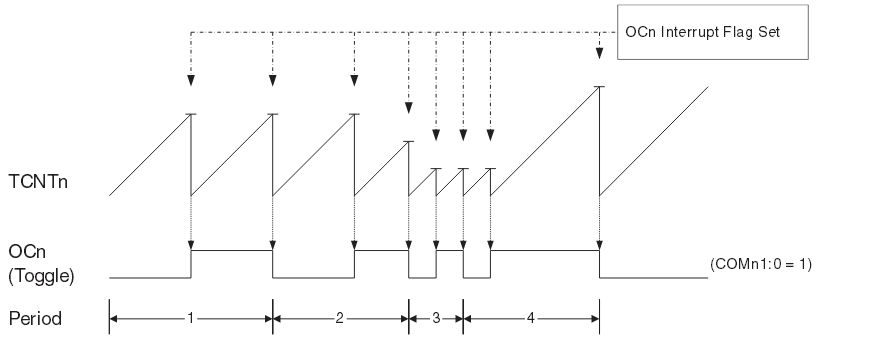 OCn Interrupt Flag Set
TCNTn
OCn
(Toggle)
(COMn1:0 = 1)
Period
1
2
3
4